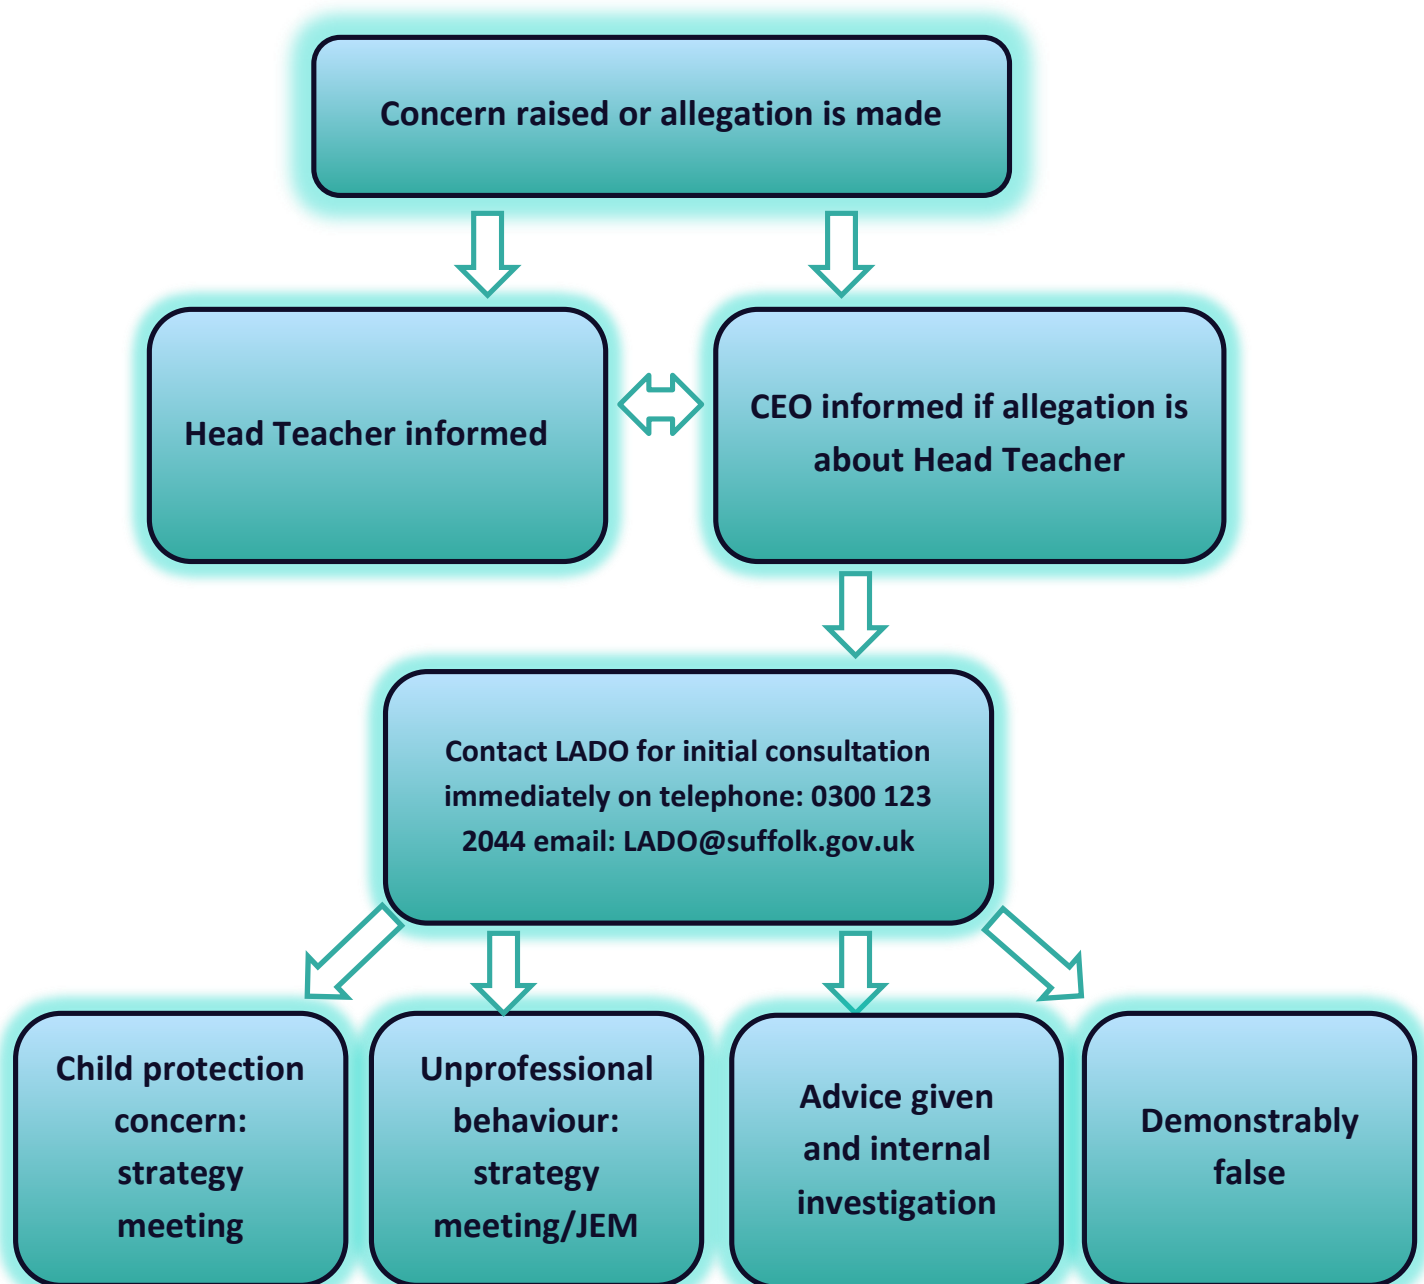 Concern raised or allegation is made
Head Teacher informed
CEO informed if allegation is
about Head Teacher
Contact LADO for initial consultation
immediately on telephone: 0300 123
2044 email: LADO@suffolk.gov.uk
Child protection
concern:
strategy
meeting
Unprofessional
behaviour:
strategy
meeting/JEM
Advice given
and internal
investigation
Demonstrably
false